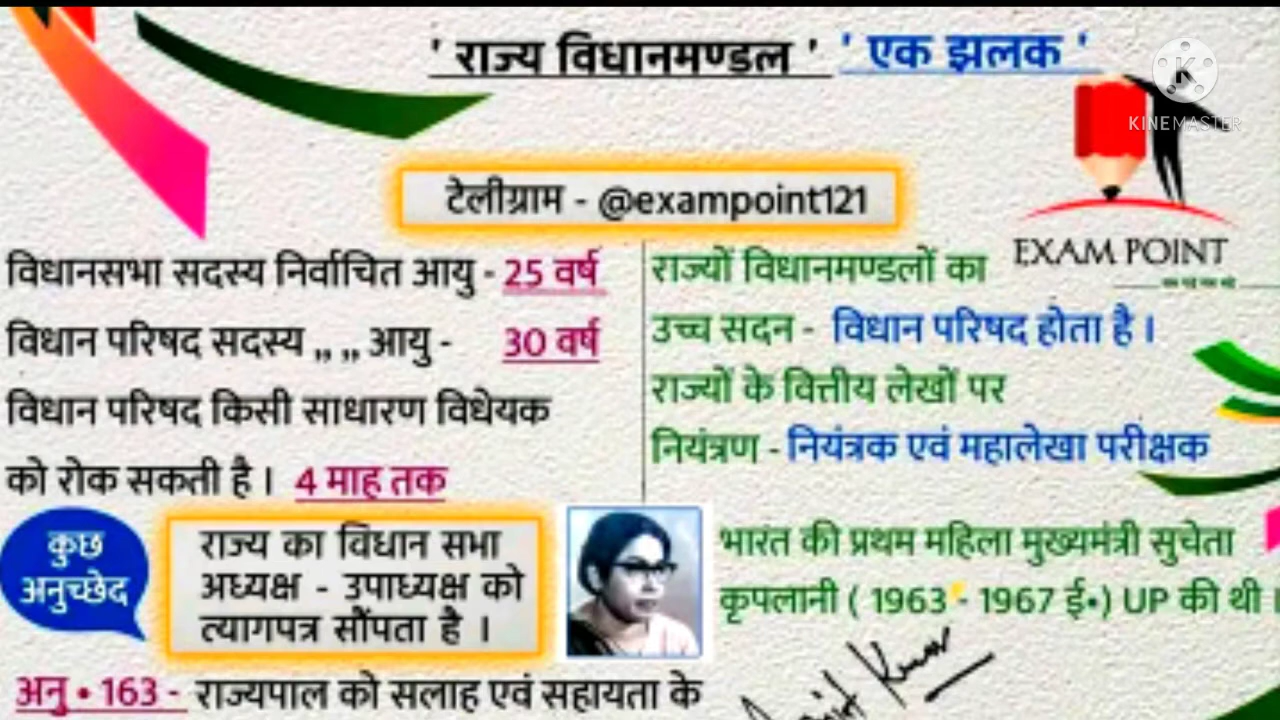 ' राज्य विधानमण्डल ' ' एक झलक '
KINEMASTER
टेलीग्राम - @exampoint121
EXAM POINT
विधानसभा सदस्य निर्वाचित आयु - 25 वर्ष
विधान परिषद सदस्य ,, ,, आयु - 30 वर्ष
विधान परिषद किसी साधारण विधेयक
को रोक सकती है । 4 माह तक
राज्यों विधानमण्डलों का
उच्च सदन - विधान परिषद होता है ।
राज्यों के वित्तीय लेखों पर
नियंत्रण - नियंत्रक एवं महालेखा परीक्षक
कुछ
अनुच्छेद
राज्य का विधान सभा
अध्यक्ष - उपाध्यक्ष को
त्यागपत्र सौंपता है ।
भारत की प्रथम महिला मुख्यमंत्री सुचेता
कृपलानी ( 1963 - 1967 ई॰) UP की थी ।
अनु • 163 - राज्यपाल को सलाह एवं सहायता के
Kumar